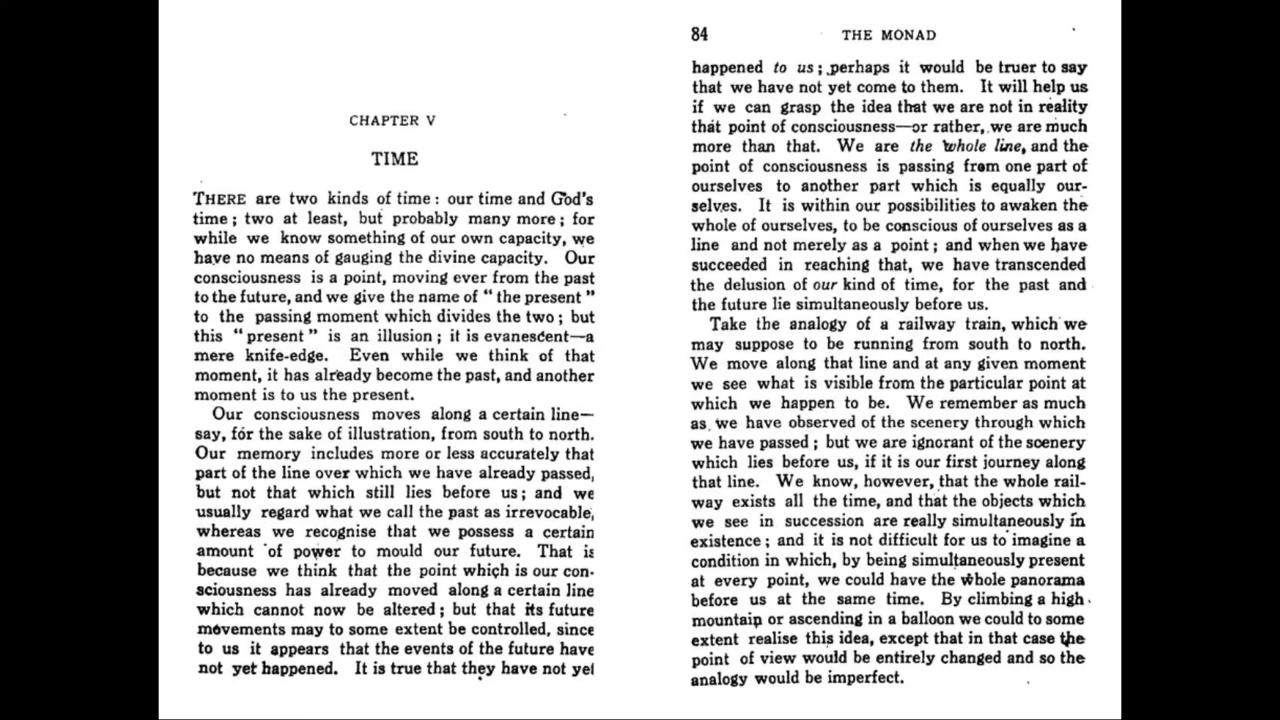 CHAPTER V
TIME
THERE are two kinds of time: our time and God's
time; two at least, but probably many more; for
while we know something of our own capacity, we
have no means of gauging the divine capacity. Our
consciousness is a point, moving ever from the past
to the future, and we give the name of "the present"
to the passing moment which divides the two; but
this "present" is an illusion; it is evanescent—a
mere knife-edge. Even while we think of that
moment, it has already become the past, and another
moment is to us the present.
Our consciousness moves along a certain line—
say, for the sake of illustration, from south to north.
Our memory includes more or less accurately that
part of the line over which we have already passed,
but not that which still lies before us; and we
usually regard what we call the past as irrevocable,
whereas we recognise that we possess a certain
amount of power to mould our future. That is
because we think that the point which is our con-
sciousness has already moved along a certain line
which cannot now be altered; but that its future
movements may to some extent be controlled, since
to us it appears that the events of the future have
not yet happened. It is true that they have not yet
84 THE MONAD
happened to us; perhaps it would be truer to say
that we have not yet come to them. It will help us
if we can grasp the idea that we are not in reality
that point of consciousness—or rather, we are much
more than that. We are the whole line, and the
point of consciousness is passing from one part of
ourselves to another part which is equally our-
selves. It is within our possibilities to awaken the
whole of ourselves, to be conscious of ourselves as a
line and not merely as a point; and when we have
succeeded in reaching that, we have transcended
the delusion of our kind of time, for the past and
the future lie simultaneously before us.
Take the analogy of a railway train, which we
may suppose to be running from south to north.
We move along that line and at any given moment
we see what is visible from the particular point at
which we happen to be. We remember as much
as we have observed of the scenery through which
we have passed; but we are ignorant of the scenery
which lies before us, if it is our first journey along
that line. We know, however, that the whole rail-
way exists all the time, and that the objects which
we see in succession are really simultaneously in
existence; and it is not difficult for us to imagine a
condition in which, by being simultaneously present
at every point, we could have the whole panorama
before us at the same time. By climbing a high
mountain or ascending in a balloon we could to some
extent realise this idea, except that in that case the
point of view would be entirely changed and so the
analogy would be imperfect.